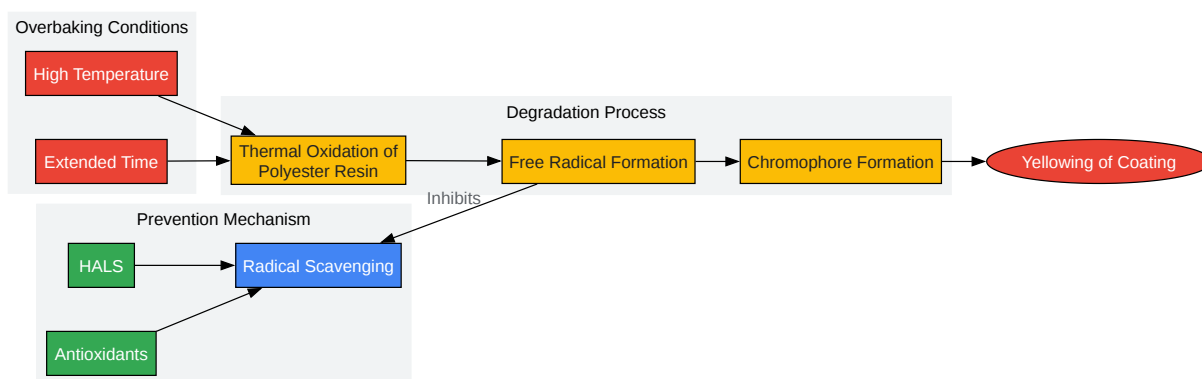 Overbaking Conditions
High Temperature
Extended Time
Degradation Process
Thermal Oxidation of
Polyester Resin
Free Radical Formation
Chromophore Formation
Yellowing of Coating
Inhibits
Prevention Mechanism
HALS
Radical Scavenging
Antioxidants